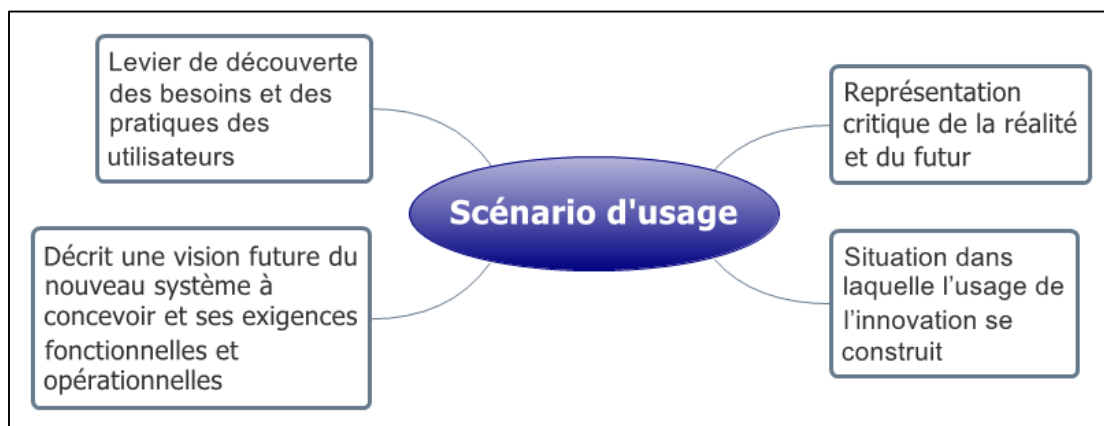 Levier de découverte
des besoins et des
pratiques des
utilisateurs
Représentation
critique de la réalité
et du futur
Scénario d'usage
Décrit une vision future du
nouveau système à
concevoir et ses exigences
fonctionnelles et
opérationnelles
Situation dans
laquelle l’usage de
l’innovation se
construit